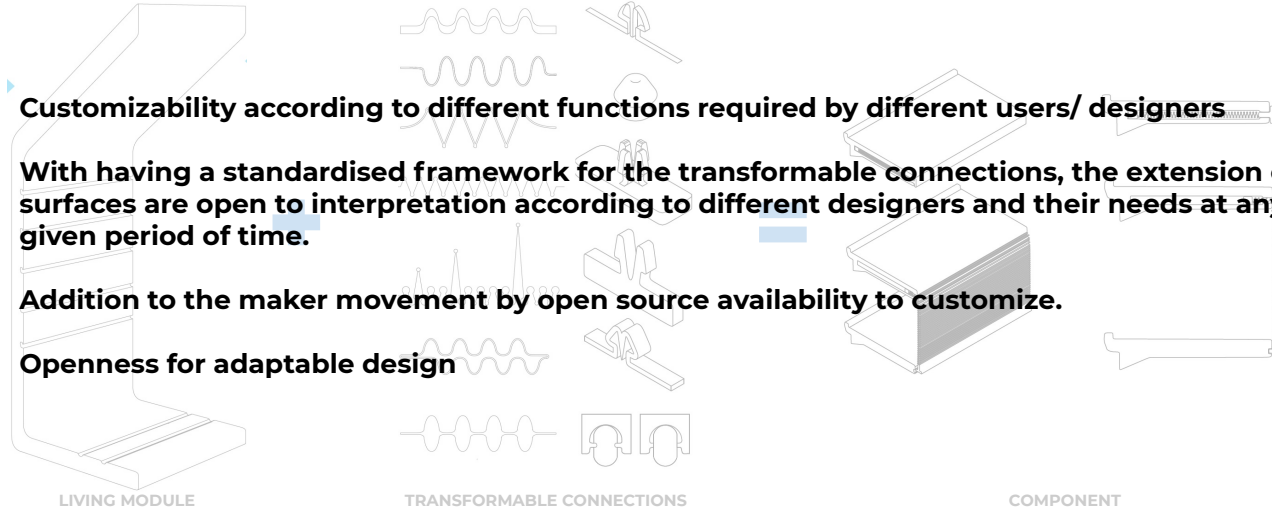 Customizability according to different functions required by different users/ designers
With having a standardised framework for the transformable connections, the extension
surfaces are open to interpretation according to different designers and their needs at any
given period of time.
Addition to the maker movement by open source availability to customize.
Openness for adaptable design
LIVING MODULE
TRANSFORMABLE CONNECTIONS
COMPONENT